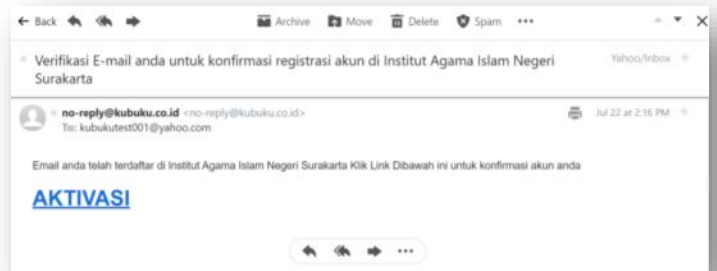 Back Archive Move Delete Spam
Verifikasi E-mail anda untuk konfirmasi registrasi akun di Institut Agama Islam Negeri
Surakarta
Yahoo/Inbox
no-reply@kubuku.co.id <no-reply@kubuku.co.id>
Jul 22 at 2:16 PM
To: kubukutest001@yahoo.com
Email anda telah terdaftar di Institut Agama Islam Negeri Surakarta Klik Link Dibawah ini untuk konfirmasi akun anda
AKTIVASI